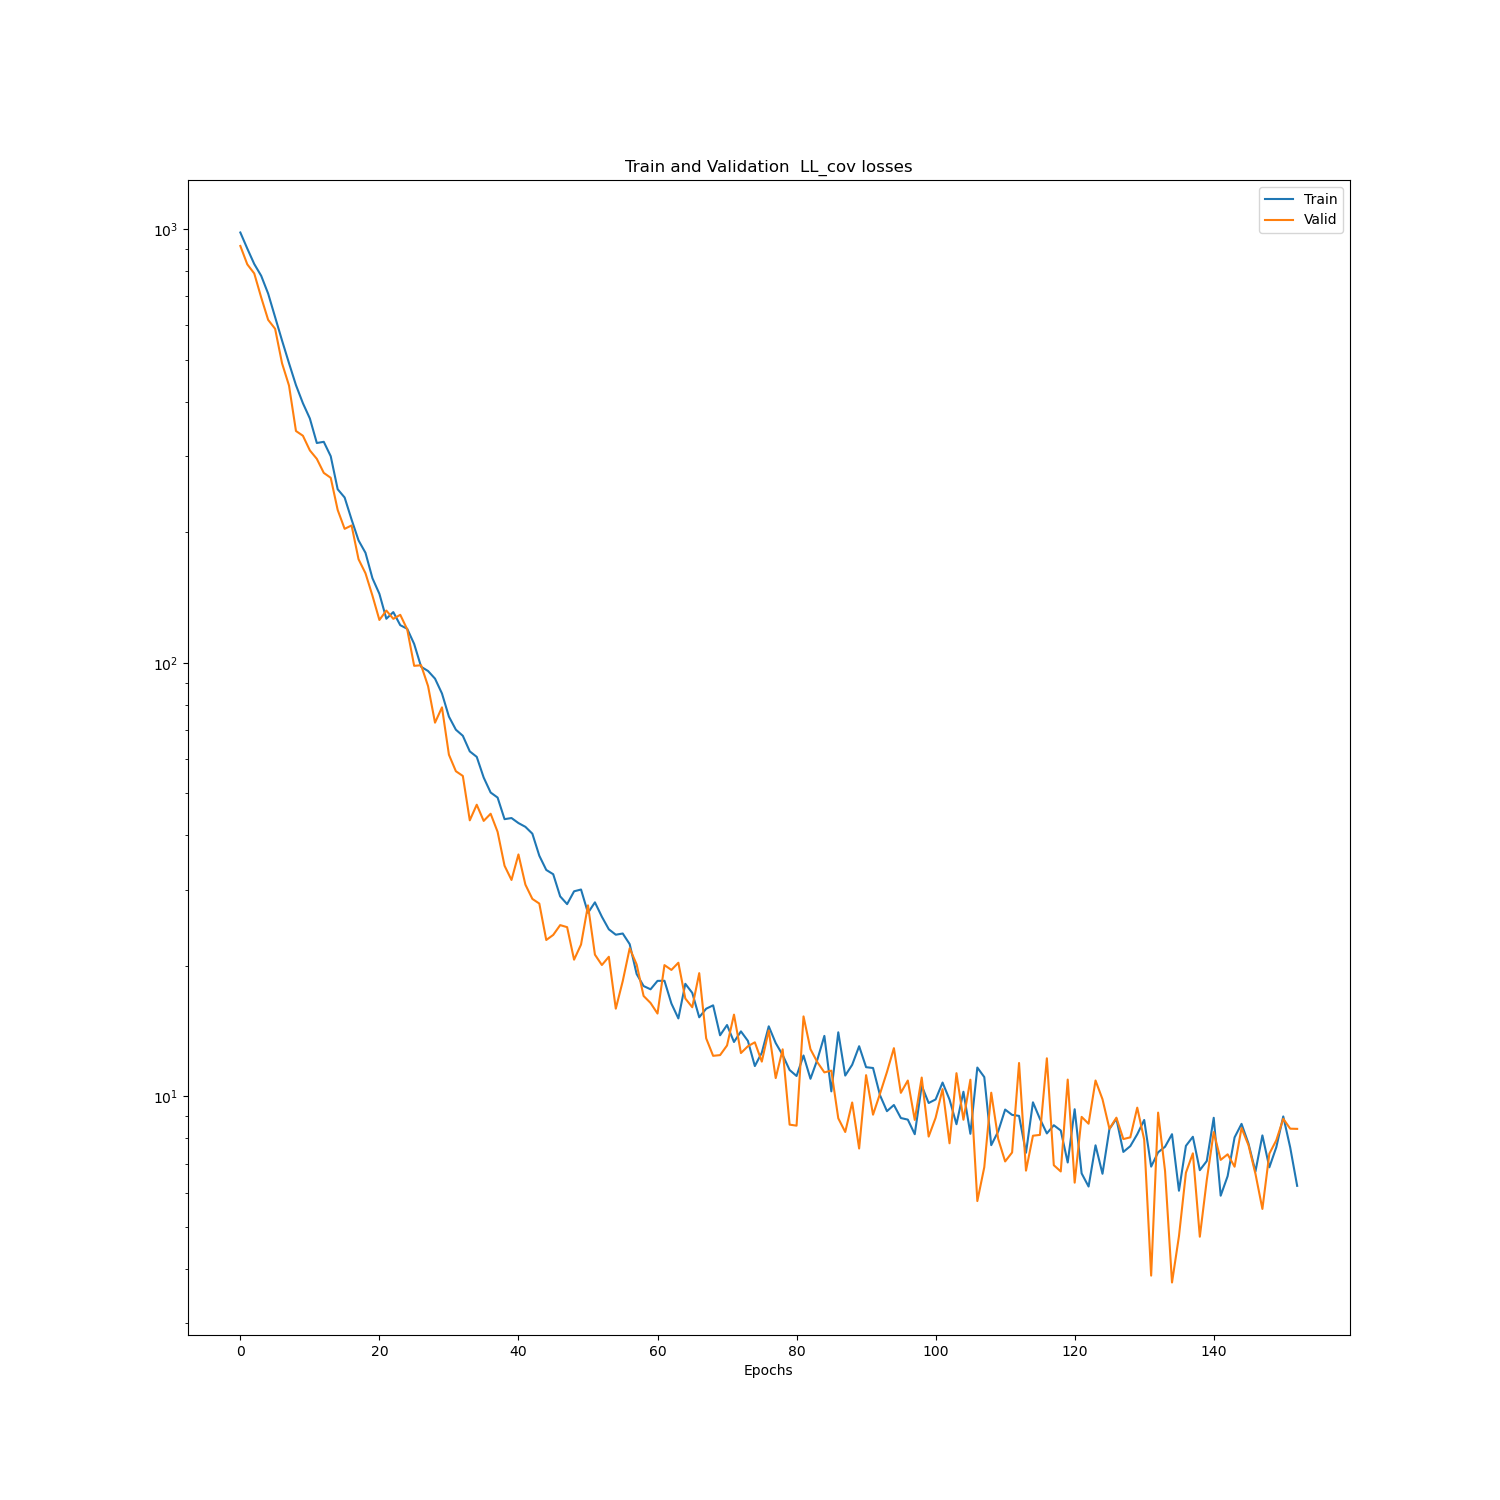 Train and Validation  LL_cov losses
Train
Valid
10³
10²
10¹
0 20 40 60 80 100 120 140
Epochs